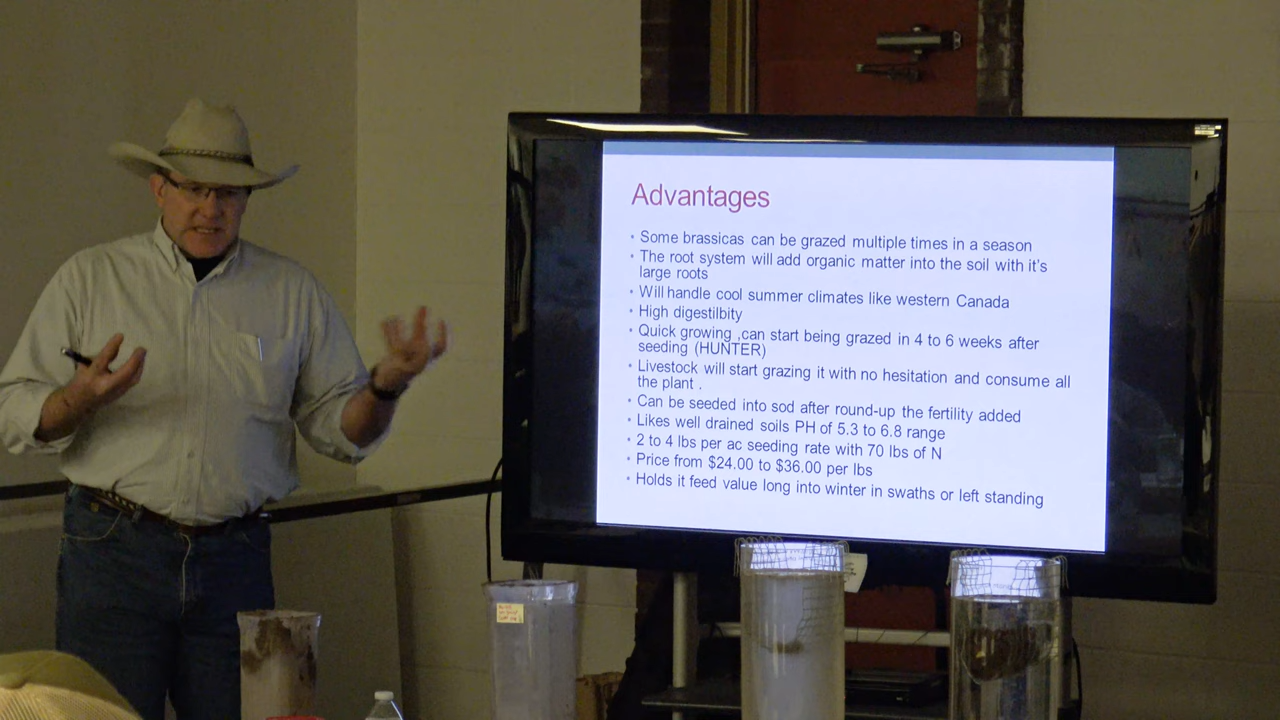 Advantages
• Some brassicas can be grazed multiple times in a season
• The root system will add organic matter into the soil with it's
large roots
• Will handle cool summer climates like western Canada
• High digestilbity
• Quick growing ,can start being grazed in 4 to 6 weeks after
seeding (HUNTER)
• Livestock will start grazing it with no hesitation and consume all
the plant .
• Can be seeded into sod after round-up the fertility added
• Likes well drained soils PH of 5.3 to 6.8 range
• 2 to 4 lbs per ac seeding rate with 70 lbs of N
• Price from $24.00 to $36.00 per lbs
• Holds it feed value long into winter in swaths or left standing